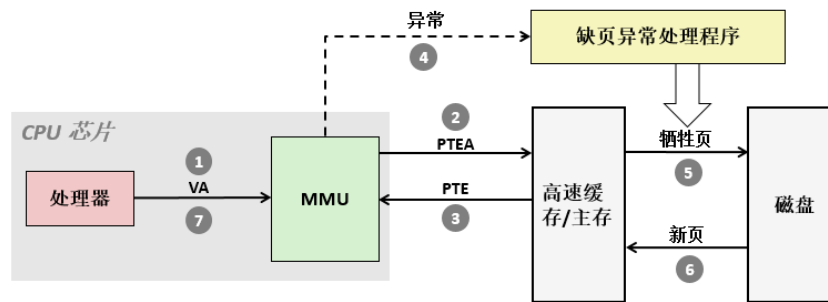 异常
4
缺页异常处理程序
CPU 芯片
1
VA
7
处理器
MMU
2
PTEA
PTE
3
高速缓
存/主存
牺牲页
5
新页
6
磁盘